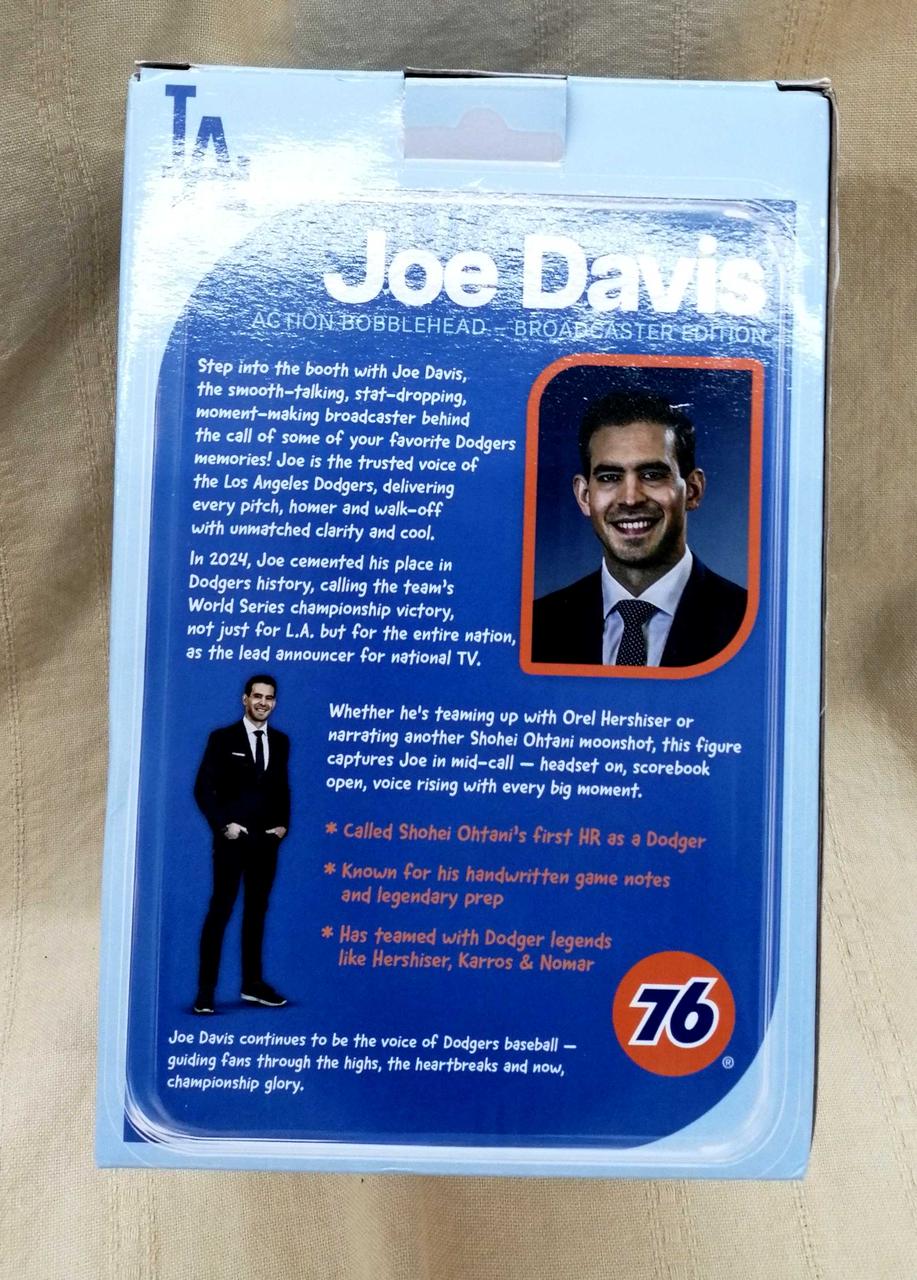 LA
Joe Davis
ACTION BOBBLEHEAD – BROADCASTER EDITION
Step into the booth with Joe Davis,
the smooth-talking, stat-dropping,
moment-making broadcaster behind
the call of some of your favorite Dodgers
memories! Joe is the trusted voice of
the Los Angeles Dodgers, delivering
every pitch, homer and walk-off
with unmatched clarity and cool.
In 2024, Joe cemented his place in
Dodgers history, calling the team's
World Series championship victory,
not just for L.A. but for the entire nation,
as the lead announcer for national TV.
Whether he's teaming up with Orel Hershiser or
narrating another Shohei Ohtani moonshot, this figure
captures Joe in mid-call — headset on, scorebook
open, voice rising with every big moment.
* Called Shohei Ohtani's first HR as a Dodger
* Known for his handwritten game notes
and legendary prep
* Has teamed with Dodger legends
like Hershiser, Karros & Nomar
76
®
Joe Davis continues to be the voice of Dodgers baseball —
guiding fans through the highs, the heartbreaks and now,
championship glory.